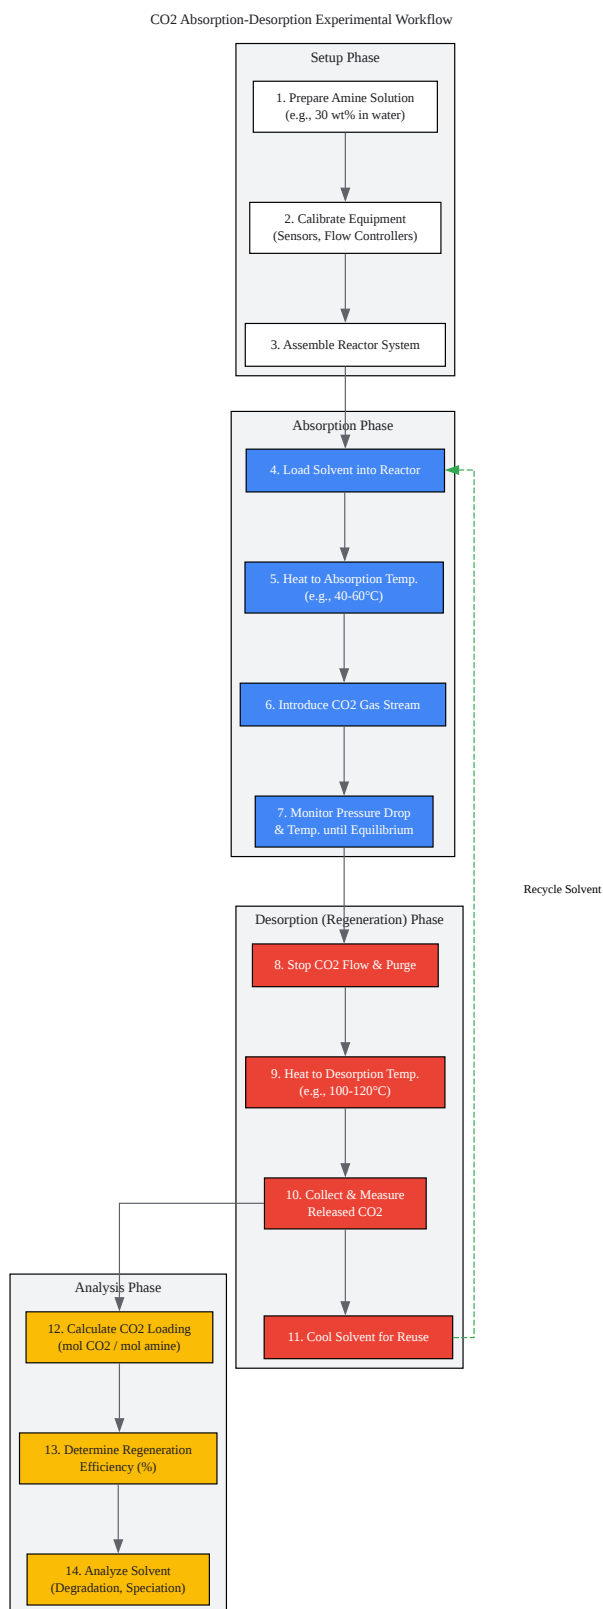 CO2 Absorption-Desorption Experimental Workflow
Setup Phase
1. Prepare Amine Solution
(e.g., 30 wt% in water)
2. Calibrate Equipment
(Sensors, Flow Controllers)
3. Assemble Reactor System
Absorption Phase
4. Load Solvent into Reactor
5. Heat to Absorption Temp.
(e.g., 40-60°C)
6. Introduce CO2 Gas Stream
7. Monitor Pressure Drop
& Temp. until Equilibrium
Recycle Solvent
Desorption (Regeneration) Phase
8. Stop CO2 Flow & Purge
9. Heat to Desorption Temp.
(e.g., 100-120°C)
10. Collect & Measure
Released CO2
11. Cool Solvent for Reuse
Analysis Phase
12. Calculate CO2 Loading
(mol CO2 / mol amine)
13. Determine Regeneration
Efficiency (%)
14. Analyze Solvent
(Degradation, Speciation)